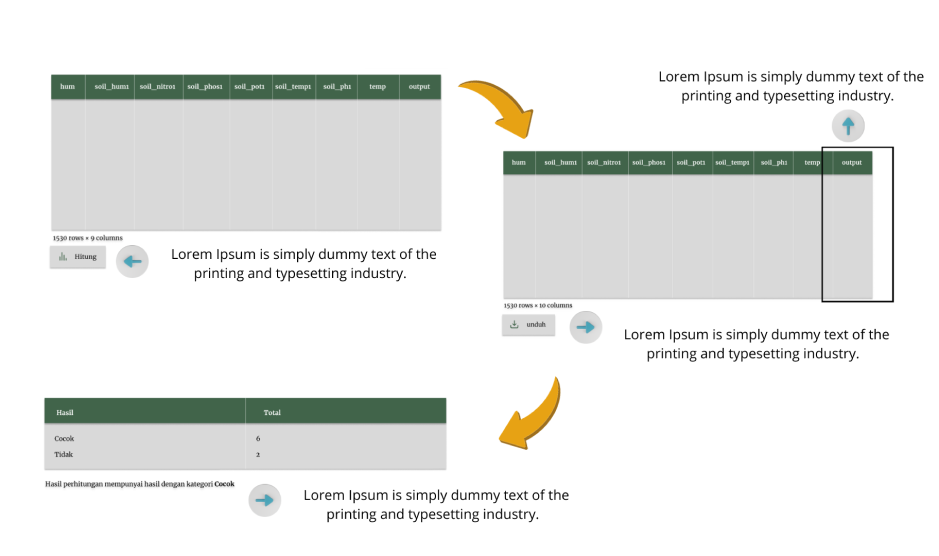 hum soil_hum1 soil_nitro1 soil_phos1 soil_pot1 soil_temp1 soil_ph1 temp output
1530 rows × 9 columns
Hitung
Lorem Ipsum is simply dummy text of the
printing and typesetting industry.
Lorem Ipsum is simply dummy text of the
printing and typesetting industry.
hum soil_hum1 soil_nitro1 soil_phos1 soil_pot1 soil_temp1 soil_ph1 temp output
1530 rows × 10 columns
unduh
Lorem Ipsum is simply dummy text of the
printing and typesetting industry.
Hasil Total
Cocok 6
Tidak 2
Hasil perhitungan mempunyai hasil dengan kategori Cocok
Lorem Ipsum is simply dummy text of the
printing and typesetting industry.